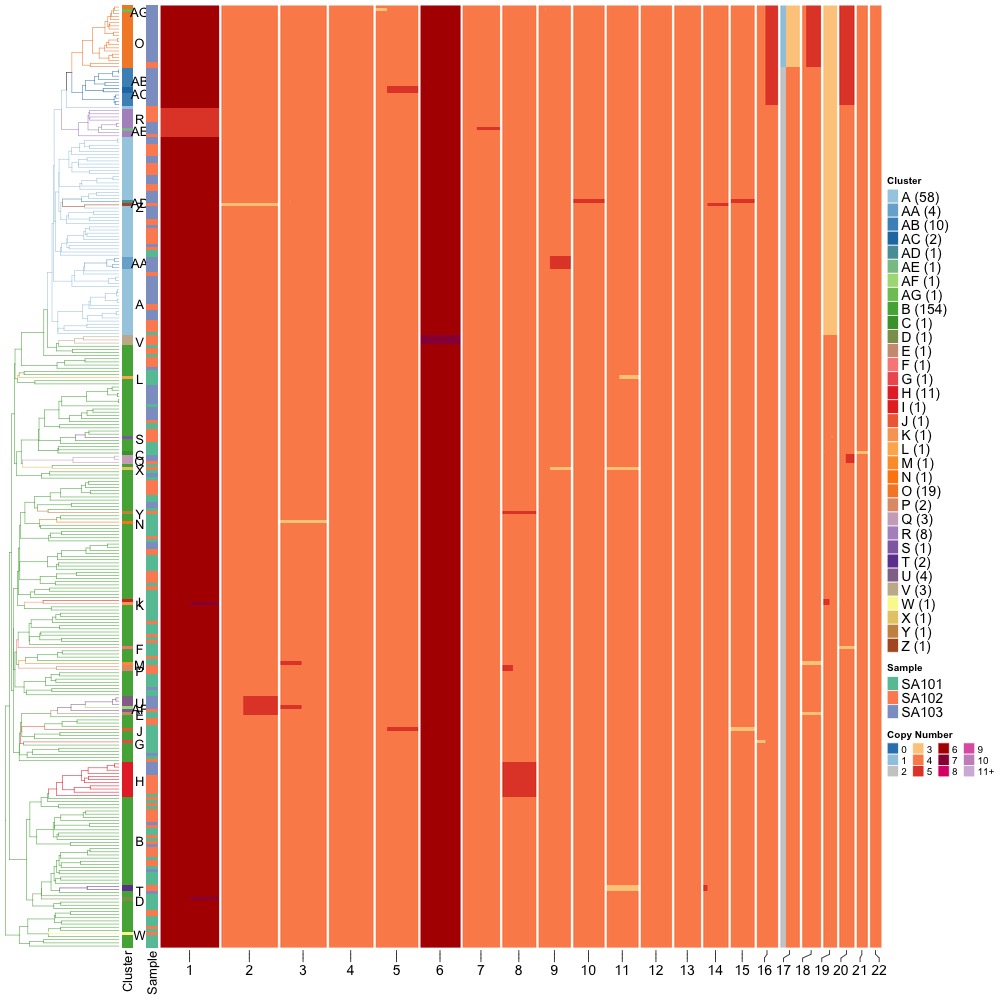 AG
O
AB
AC
R
AE
AD
Z
AA
A
V
L
S
C
Q
X
Y
N
I
K
F
M
P
U
AF
E
J
G
H
B
T
D
W
Cluster
Sample
1 2 3 4 5 6 7 8 9 10 11 12 13 14 15 16 17 18 19 20 21 22
Cluster
A (58)
AA (4)
AB (10)
AC (2)
AD (1)
AE (1)
AF (1)
AG (1)
B (154)
C (1)
D (1)
E (1)
F (1)
G (1)
H (11)
I (1)
J (1)
K (1)
L (1)
M (1)
N (1)
O (19)
P (2)
Q (3)
R (8)
S (1)
T (2)
U (4)
V (3)
W (1)
X (1)
Y (1)
Z (1)
Sample
SA101
SA102
SA103
Copy Number
0 3 6 9
1 4 7 10
2 5 8 11+